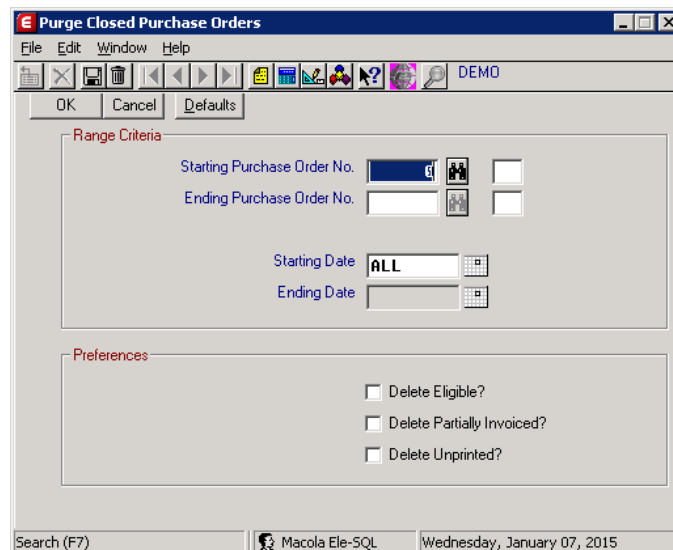 E Purge Closed Purchase Orders
File Edit Window Help
DEMO
OK Cancel Defaults
Range Criteria
Starting Purchase Order No.
Ending Purchase Order No.
Starting Date ALL
Ending Date
Preferences
Delete Eligible?
Delete Partially Invoiced?
Delete Unprinted?
Search (F7) Macola Ele-SQL Wednesday, January 07, 2015